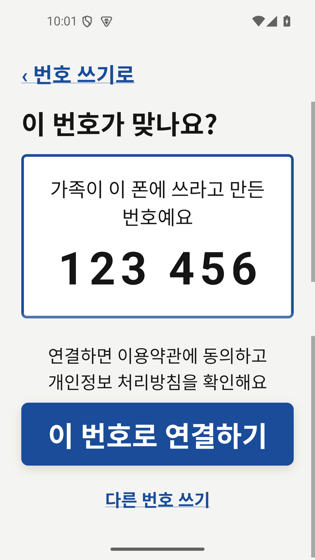 10:01
‹ 번호 쓰기로
이 번호가 맞나요?
가족이 이 폰에 쓰라고 만든
번호예요
123 456
연결하면 이용약관에 동의하고
개인정보 처리방침을 확인해요
이 번호로 연결하기
다른 번호 쓰기